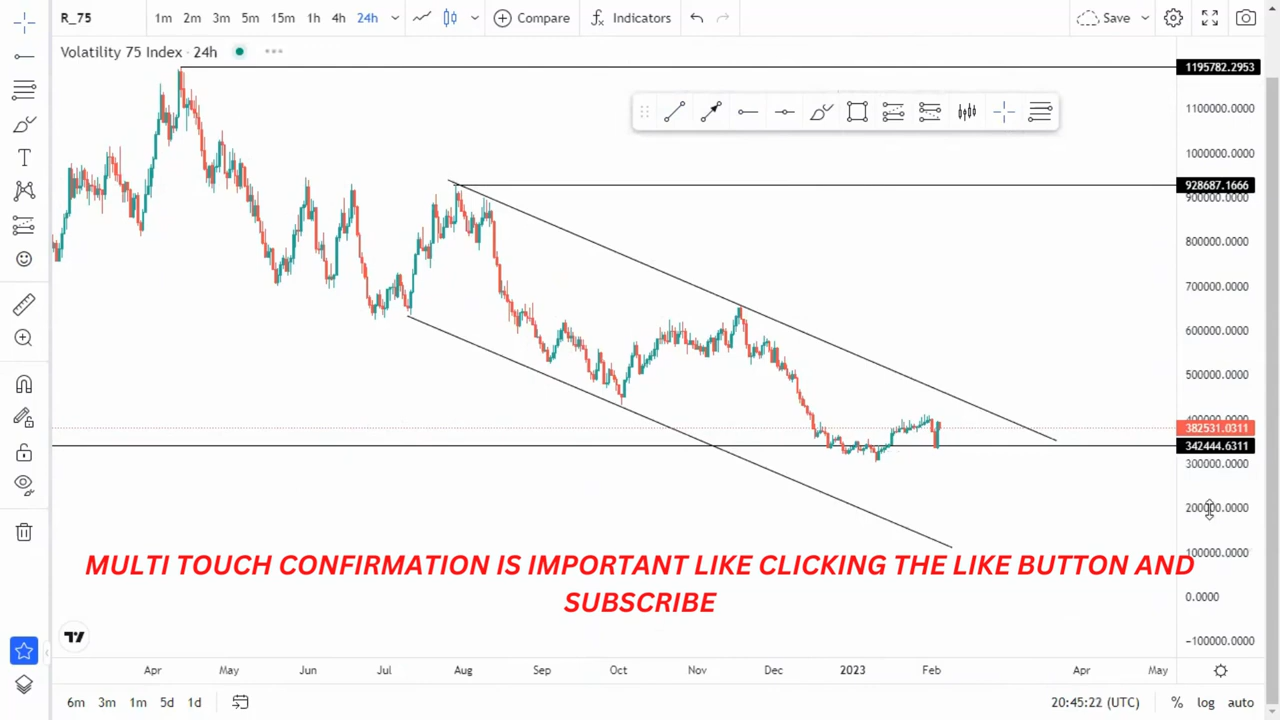 R_75 1m 2m 3m 5m 15m 1h 4h 24h Compare Indicators Save
Volatility 75 Index · 24h
1195782.2953
1100000.0000
1000000.0000
928687.1666
900000.0000
800000.0000
700000.0000
600000.0000
500000.0000
400000.0000
382531.0311
342444.6311
300000.0000
200000.0000
100000.0000
MULTI TOUCH CONFIRMATION IS IMPORTANT LIKE CLICKING THE LIKE BUTTON AND
SUBSCRIBE
0.0000
-100000.0000
Apr May Jun Jul Aug Sep Oct Nov Dec 2023 Feb Apr May
6m 3m 1m 5d 1d 20:45:22 (UTC) % log auto